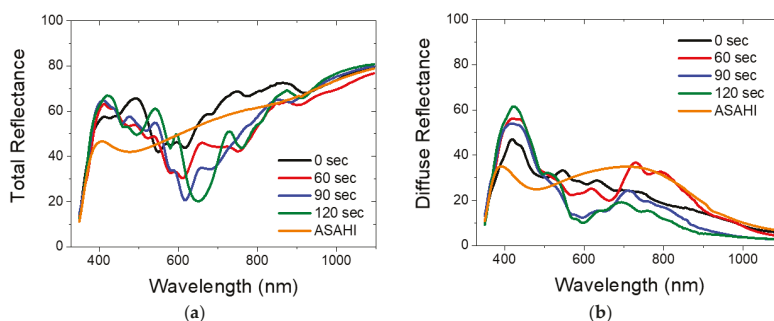 100
80
60
40
20
0
Total Reflectance
400
600
800
1000
Wavelength (nm)
0 sec
60 sec
90 sec
120 sec
ASAHI
(a)
100
80
60
40
20
0
Diffuse Reflectance
400
600
800
1000
Wavelength (nm)
0 sec
60 sec
90 sec
120 sec
ASAHI
(b)